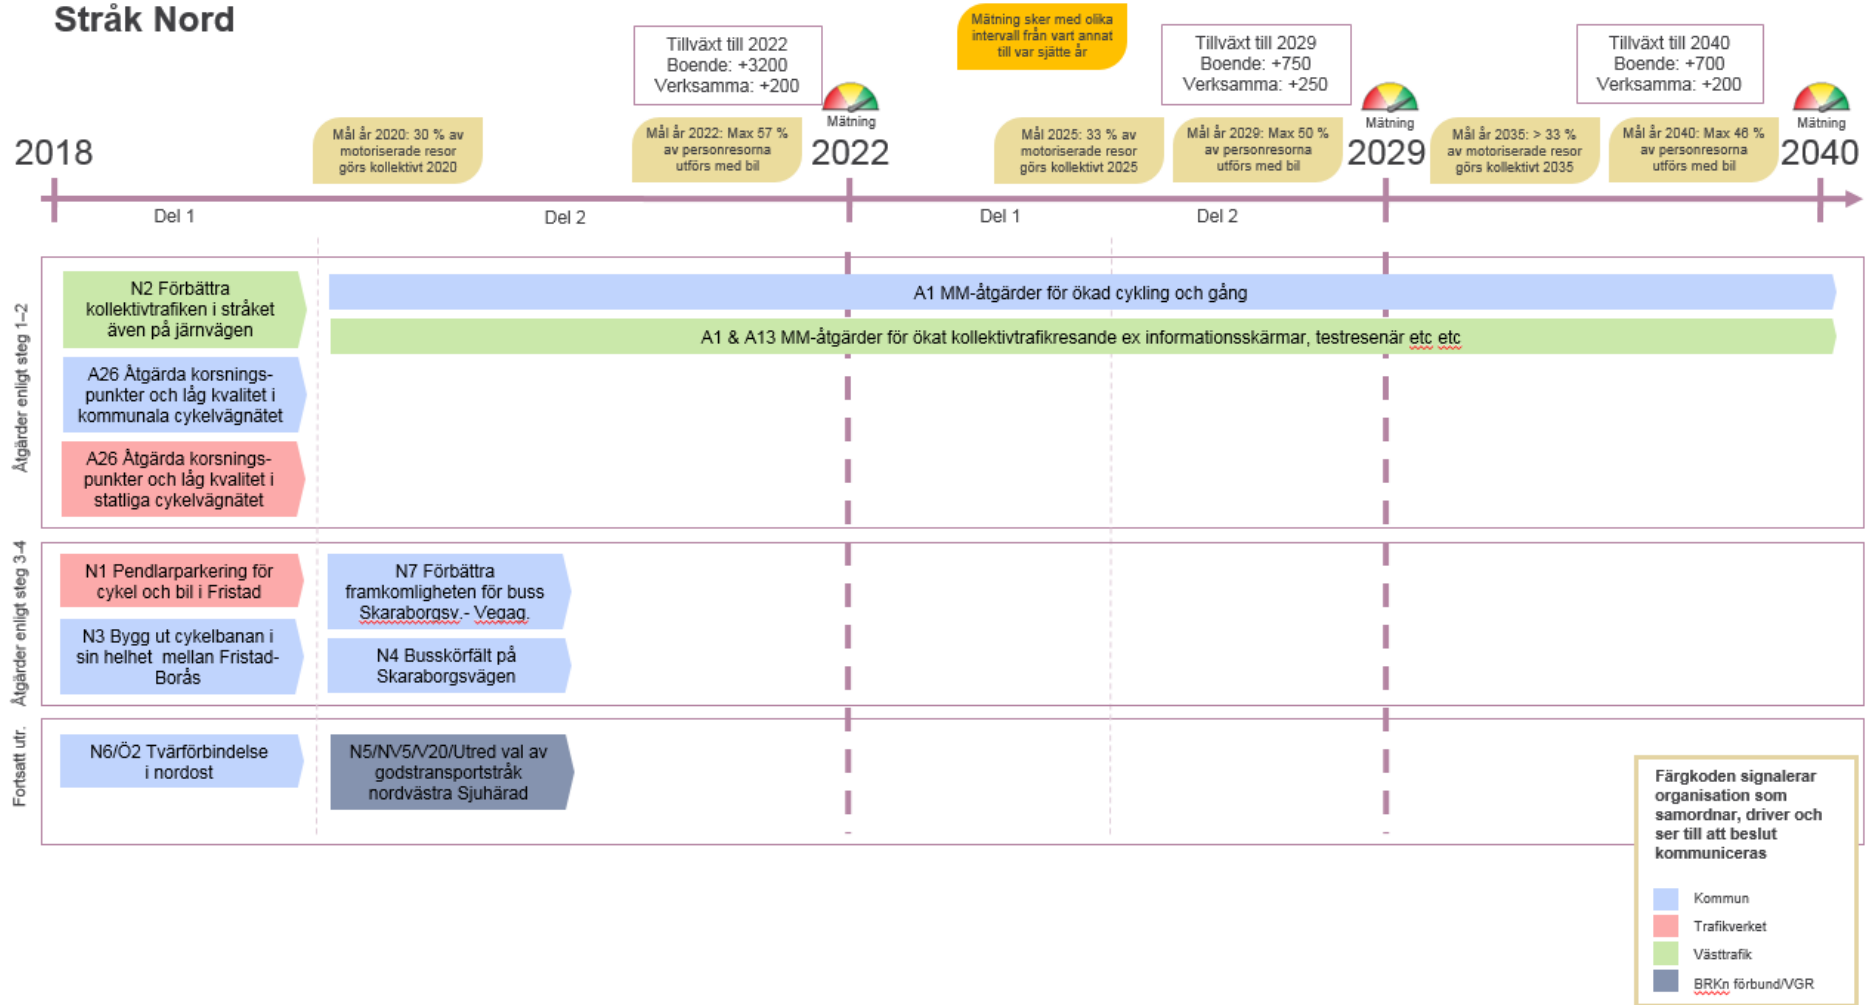 Stråk Nord
Tillväxt till 2022
Boende: +3200
Verksamma: +200
Mätning sker med olika
intervall från vart annat
till var sjätte år
Tillväxt till 2029
Boende: +750
Verksamma: +250
Tillväxt till 2040
Boende: +700
Verksamma: +200
Mätning
Mätning
Mätning
2018
Mål år 2020: 30 % av
motoriserade resor
görs kollektivt 2020
Mål år 2022: Max 57 %
av personresorna
utförs med bil
2022
Mål 2025: 33 % av
motoriserade resor
görs kollektivt 2025
Mål år 2029: Max 50 %
av personresorna
utförs med bil
2029
Mål år 2035: > 33 %
av motoriserade resor
görs kollektivt 2035
Mål år 2040: Max 46 %
av personresorna
utförs med bil
2040
Del 1
Del 2
Del 1
Del 2
Åtgärder enligt steg 1–2
N2 Förbättra
kollektivtrafiken i stråket
även på järnvägen
A1 MM-åtgärder för ökad cykling och gång
A1 & A13 MM-åtgärder för ökat kollektivtrafikresande ex informationsskärmar, testresenär etc etc
A26 Åtgärda korsnings-
punkter och låg kvalitet i
kommunala cykelvägnätet
A26 Åtgärda korsnings-
punkter och låg kvalitet i
statliga cykelvägnätet
Åtgärder enligt steg 3-4
N1 Pendlarparkering för
cykel och bil i Fristad
N7 Förbättra
framkomligheten för buss
Skaraborgsv.- Vegag.
N3 Bygg ut cykelbanan i
sin helhet mellan Fristad-
Borås
N4 Busskörfält på
Skaraborgsvägen
Fortsatt utr.
N6/Ö2 Tvärförbindelse
i nordost
N5/NV5/V20/Utred val av
godstransportstråk
nordvästra Sjuhärad
Färgkoden signalerar
organisation som
samordnar, driver och
ser till att beslut
kommuniceras
Kommun
Trafikverket
Västtrafik
BRKn förbund/VGR